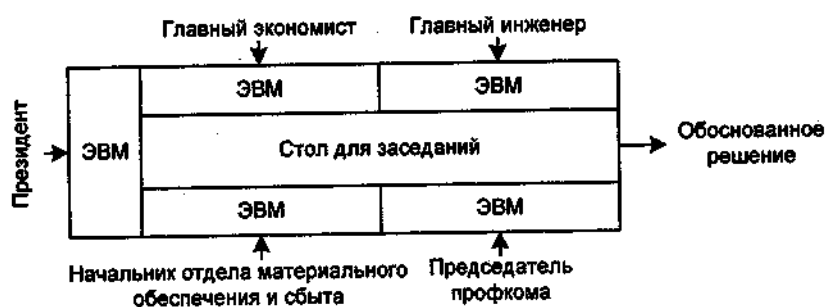 Главный экономист
Главный инженер
ЭВМ
ЭВМ
Президент
ЭВМ
Стол для заседаний
Обоснованное
решение
ЭВМ
ЭВМ
Начальник отдела материального
обеспечения и сбыта
Председатель
профкома